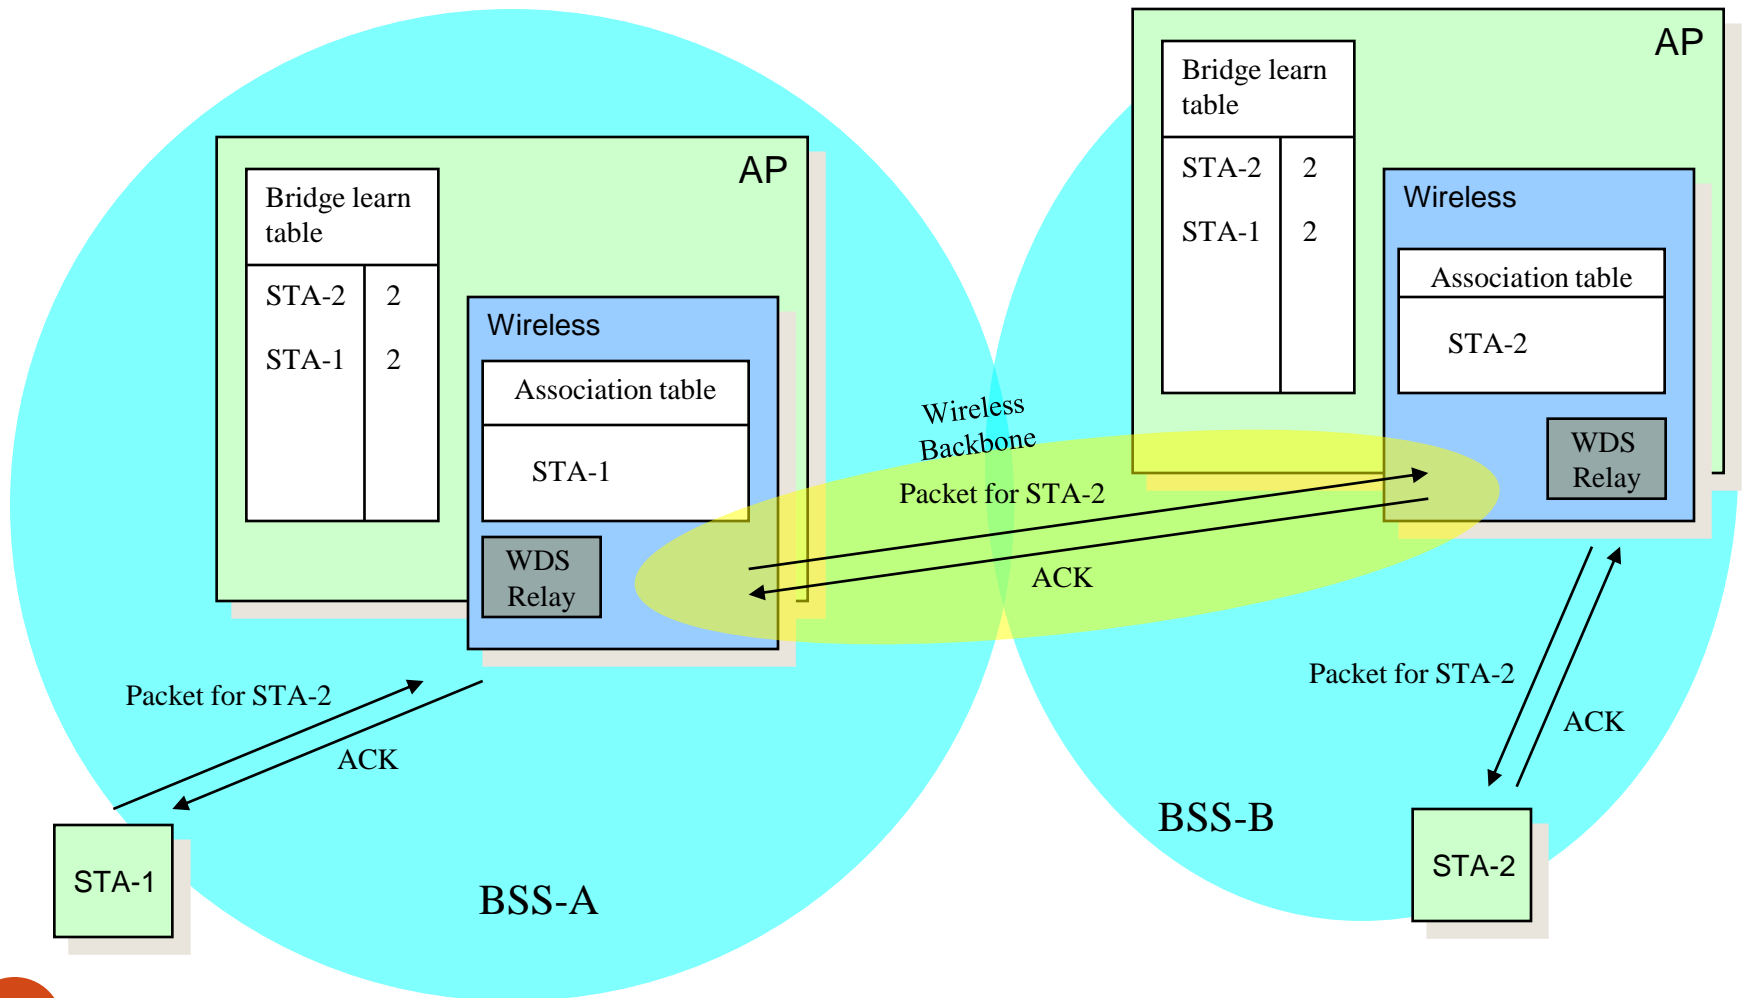 AP
Bridge learn
table
STA-2 2
STA-1 2
Wireless
Association table
STA-1
WDS
Relay
AP
Bridge learn
table
STA-2 2
STA-1 2
Wireless
Association table
STA-2
WDS
Relay
Wireless
Backbone
Packet for STA-2
ACK
Packet for STA-2
ACK
STA-1
BSS-A
Packet for STA-2
ACK
BSS-B
STA-2